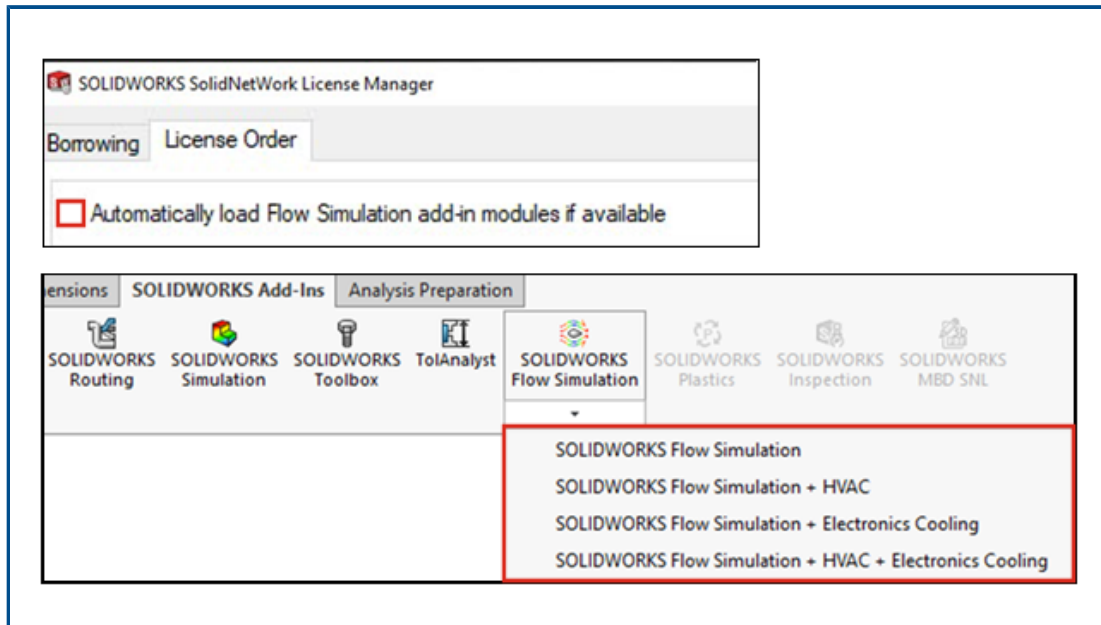 SOLIDWORKS SolidNetWork License Manager
Borrowing License Order
Automatically load Flow Simulation add-in modules if available
ensions SOLIDWORKS Add-Ins Analysis Preparation
SOLIDWORKS Routing
SOLIDWORKS Simulation
SOLIDWORKS Toolbox
TolAnalyst
SOLIDWORKS Flow Simulation
SOLIDWORKS Plastics
SOLIDWORKS Inspection
SOLIDWORKS MBD SNL
SOLIDWORKS Flow Simulation
SOLIDWORKS Flow Simulation + HVAC
SOLIDWORKS Flow Simulation + Electronics Cooling
SOLIDWORKS Flow Simulation + HVAC + Electronics Cooling